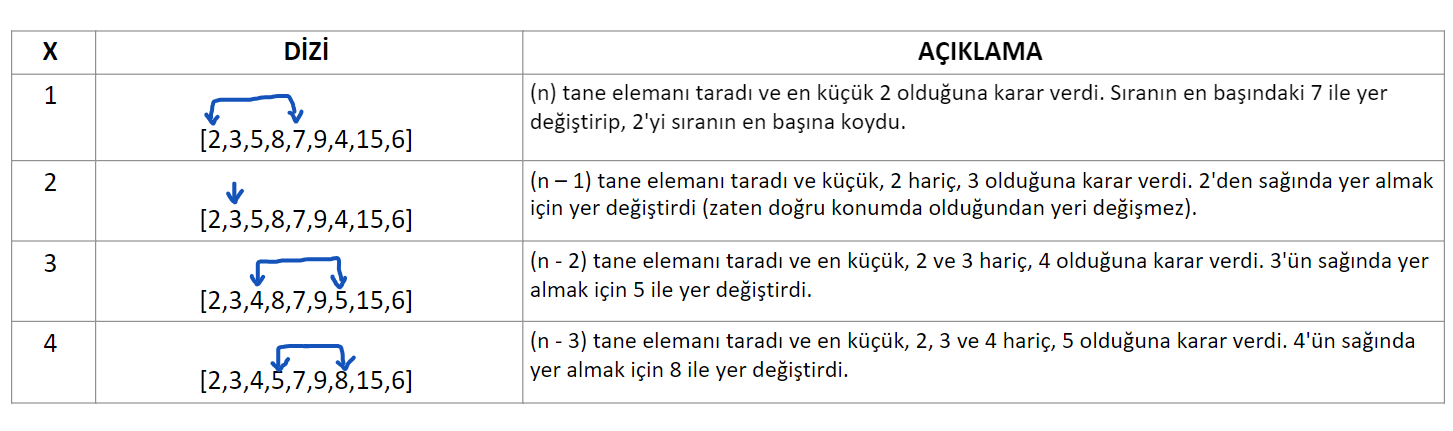 X DİZİ AÇIKLAMA
1 [2,3,5,8,7,9,4,15,6] (n) tane elemanı taradı ve en küçük 2 olduğuna karar verdi. Sıranın en başındaki 7 ile yer
değiştirip, 2'yi sıranın en başına koydu.
2 [2,3,5,8,7,9,4,15,6] (n – 1) tane elemanı taradı ve küçük, 2 hariç, 3 olduğuna karar verdi. 2'den sağında yer almak
için yer değiştirdi (zaten doğru konumda olduğundan yeri değişmez).
3 [2,3,4,8,7,9,5,15,6] (n - 2) tane elemanı taradı ve en küçük, 2 ve 3 hariç, 4 olduğuna karar verdi. 3'ün sağında yer
almak için 5 ile yer değiştirdi.
4 [2,3,4,5,7,9,8,15,6] (n - 3) tane elemanı taradı ve en küçük, 2, 3 ve 4 hariç, 5 olduğuna karar verdi. 4'ün sağında
yer almak için 8 ile yer değiştirdi.